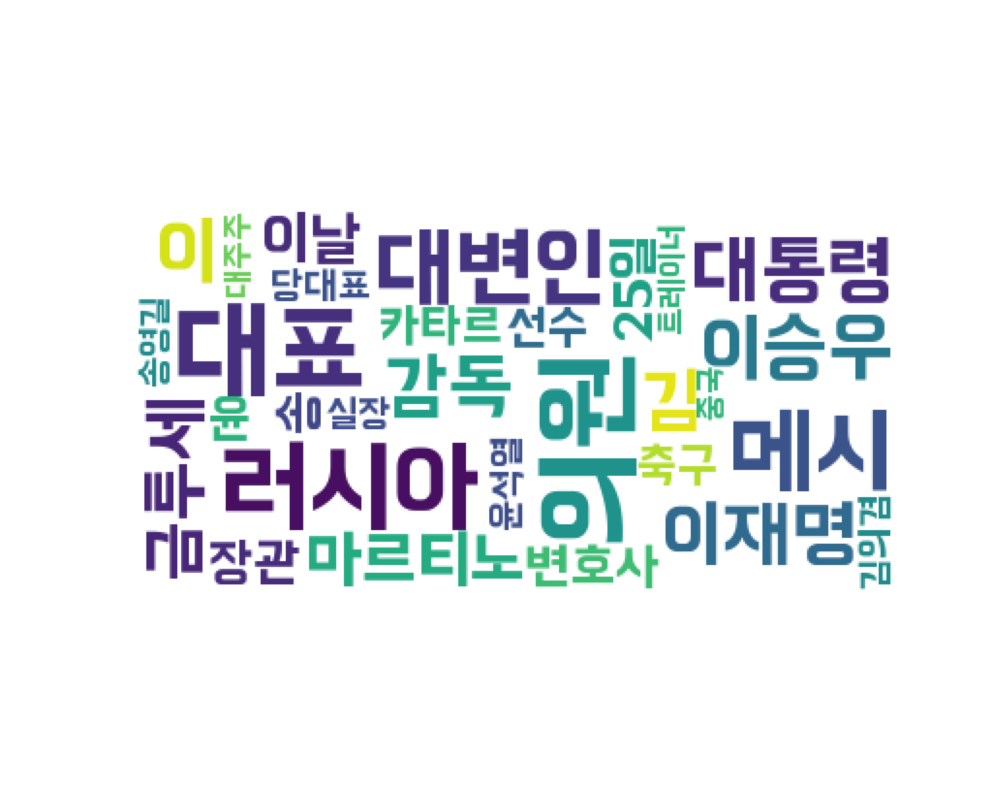 이
대주주
이날
당대표
대변인
25일
트레이너
대통령
송영길
대표
카타르
선수
이승우
감독
의원
김
중국
금투세
송
실장
러시아
윤석열
축구
메시
장관
마르티노
변호사
이재명
김의겸